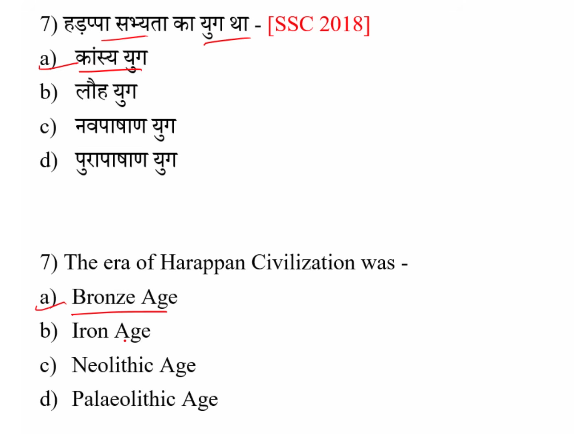 7) हड़प्पा सभ्यता का युग था - [SSC 2018]
a) कांस्य युग
b) लौह युग
c) नवपाषाण युग
d) पुरापाषाण युग
7) The era of Harappan Civilization was -
a) Bronze Age
b) Iron Age
c) Neolithic Age
d) Palaeolithic Age